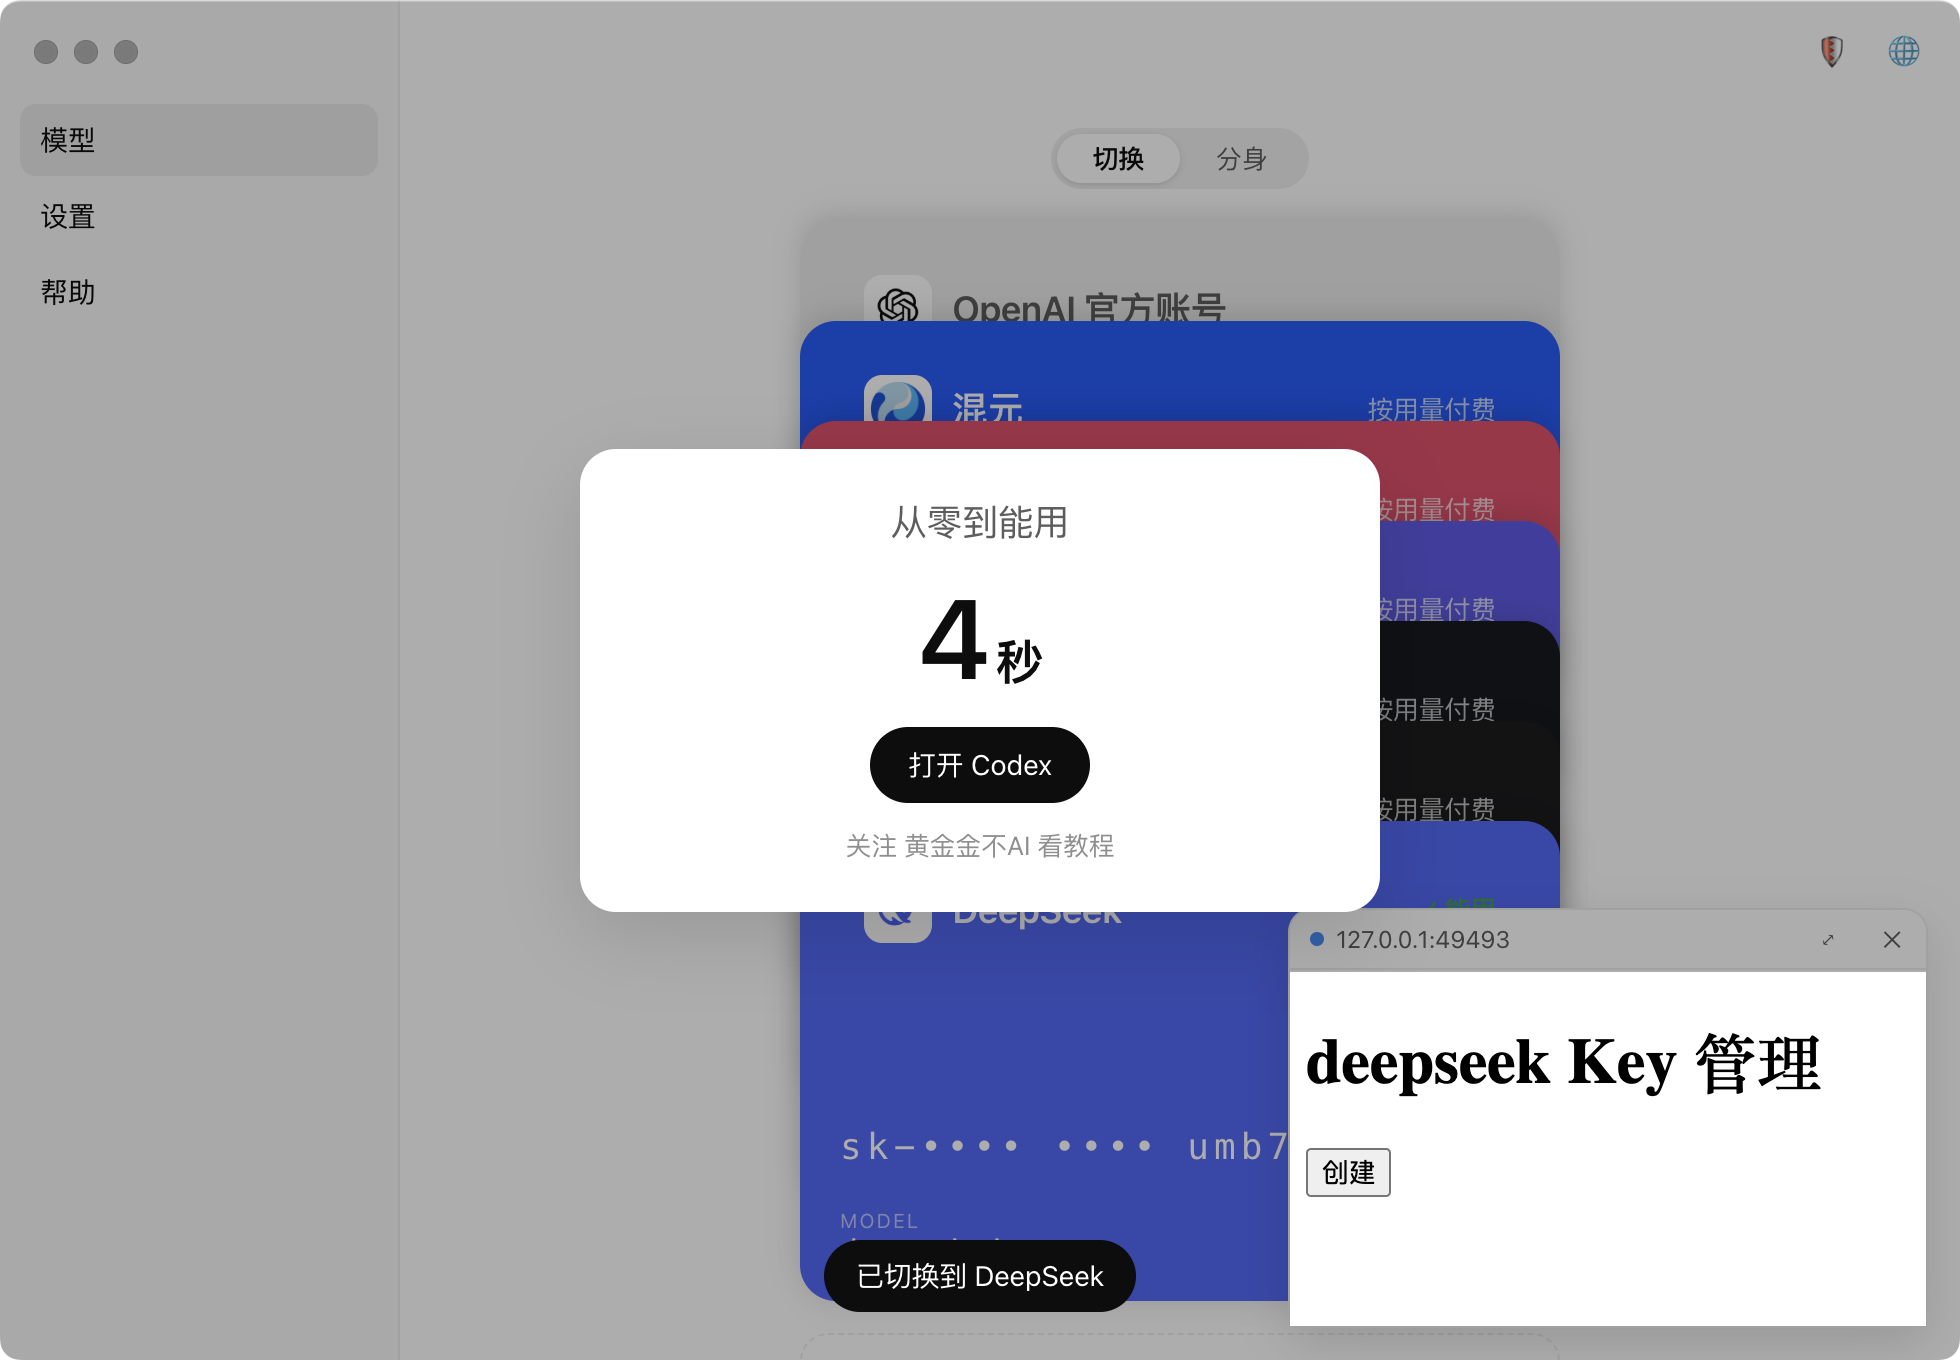 模型
设置
帮助
切换
分身
OpenAI 官方账号
混元
按用量付费
按用量付费
按用量付费
按用量付费
按用量付费
从零到能用
4秒
打开 Codex
关注 黄金金不AI 看教程
DeepSeek
能用
127.0.0.1:49493
deepseek Key 管理
创建
sk-•••• •••• umb7
MODEL
已切换到 DeepSeek